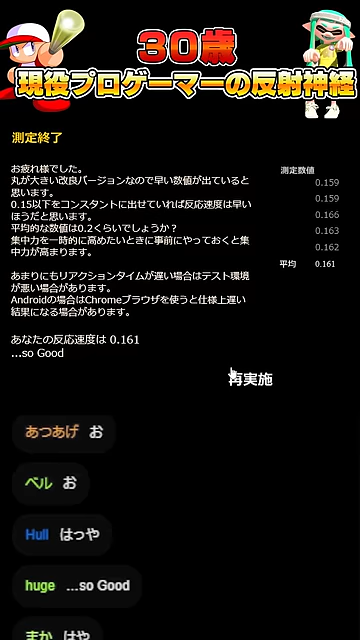 30歳
現役プロゲーマーの反射神経
測定終了
お疲れ様でした。
丸が大きい改良バージョンなので早い数値が出ていると
思います。
0.15以下をコンスタントに出せていれば反応速度は早い
ほうだと思います。
平均的な数値は0.2くらいでしょうか？
集中力を一時的に高めたいときに事前にやっておくと集
中力が高まります。
あまりにもリアクションタイムが遅い場合はテスト環境
が悪い場合があります。
Androidの場合はChromeブラウザを使うと仕様上遅い
結果になる場合があります。
あなたの反応速度は 0.161
...so Good
測定数値
0.159
0.159
0.166
0.163
0.162
平均 0.161
再実施
あつあげ お
ベル お
Hull はっや
huge ...so Good
まか はや